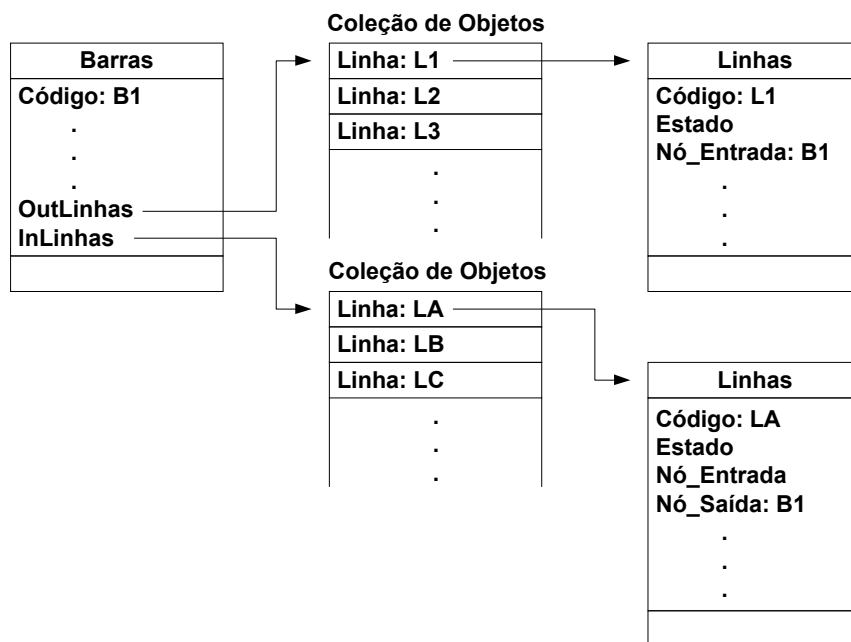 Barras
Código: B1
.
.
.
OutLinhas
InLinhas
Coleção de Objetos
Linha: L1
Linha: L2
Linha: L3
.
.
.
Linhas
Código: L1
Estado
Nó_Entrada: B1
.
.
.
Coleção de Objetos
Linha: LA
Linha: LB
Linha: LC
.
.
.
Linhas
Código: LA
Estado
Nó_Entrada
Nó_Saída: B1
.
.
.